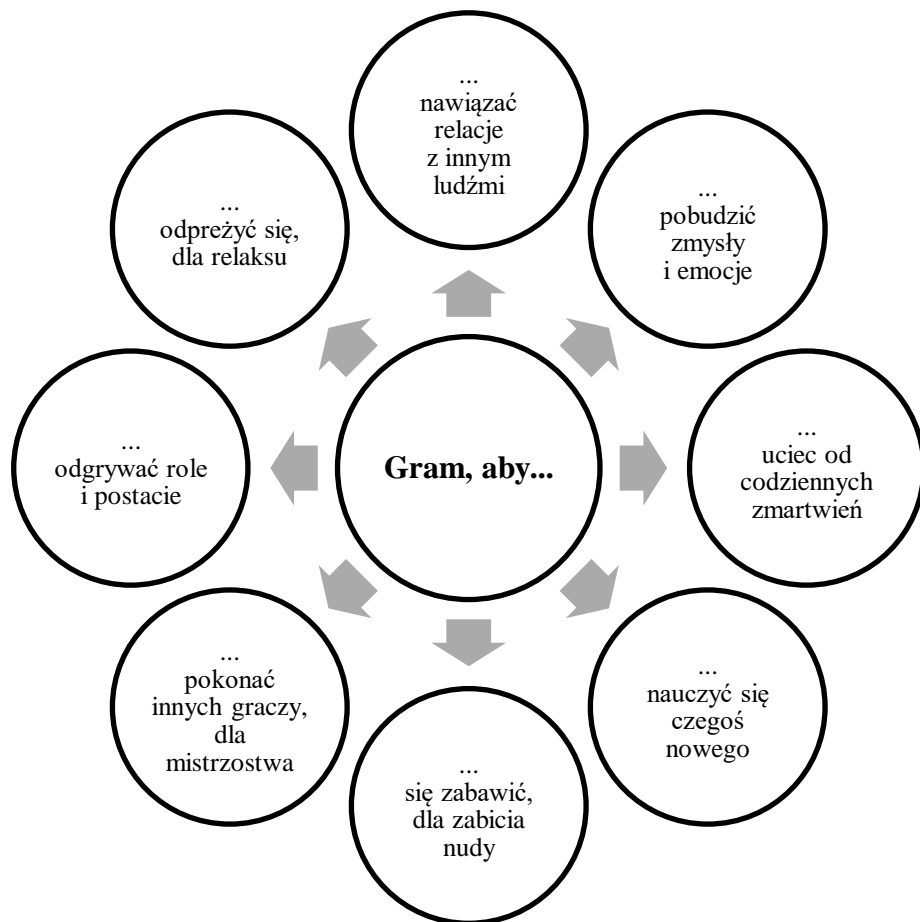 ...
nawiązać
relacje
z innym
ludźmi
...
pobudzić
zmysły
i emocje
...
uciec od
codziennych
zmartwień
...
nauczyć się
czegoś
nowego
...
się zabawić,
dla zabicia
nudy
...
pokonać
innych graczy,
dla
mistrzostwa
...
odgrywać role
i postacie
...
odpreżyć się,
dla relaksu
Gram, aby...